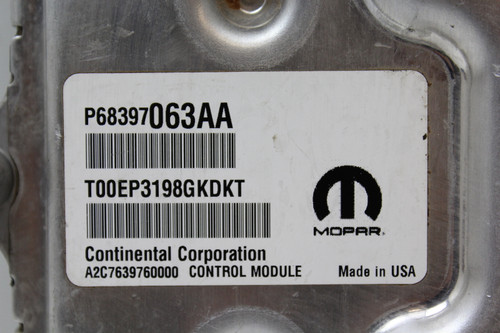 P68397063AA
T00EP3198GKDKT
MOPAR®
Continental Corporation
A2C7639760000 CONTROL MODULE Made in USA